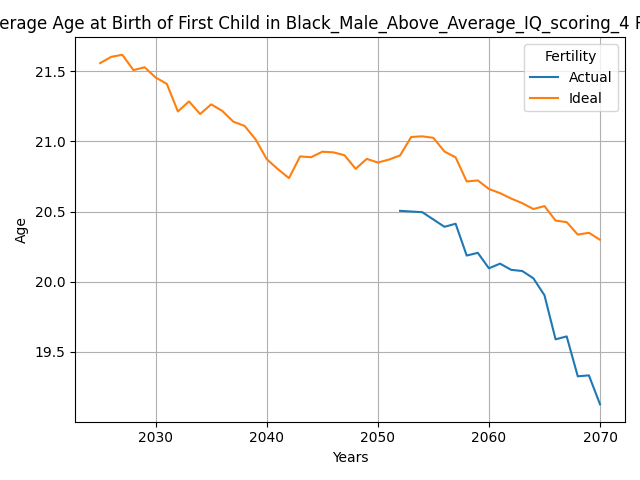 erage Age at Birth of First Child in Black_Male_Above_Average_IQ_scoring_4
Fertility
Actual
Ideal
21.5
21.0
20.5
20.0
19.5
Age
2030 2040 2050 2060 2070
Years